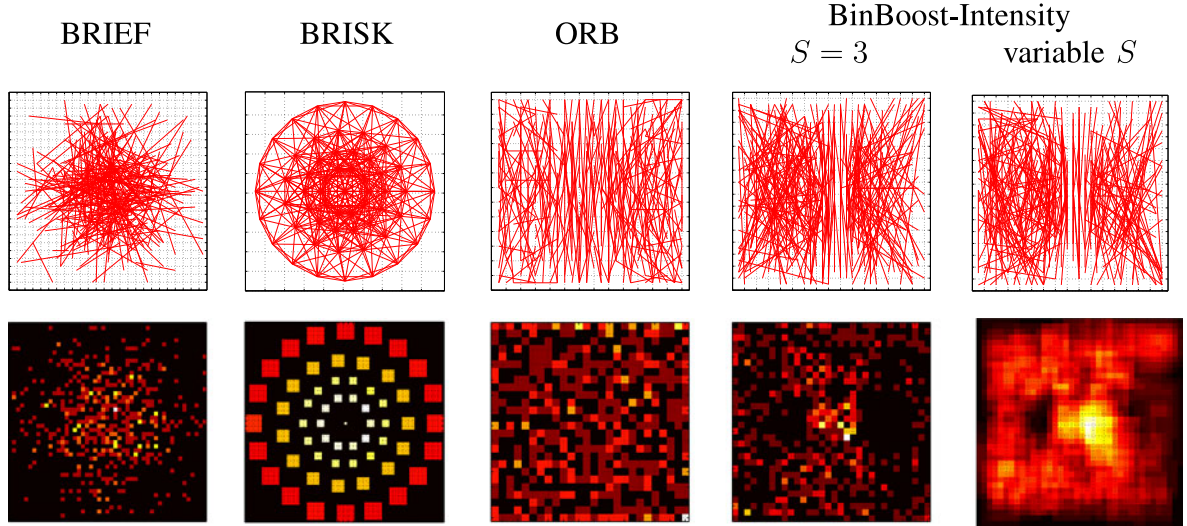 BRIEF
BRISK
ORB
BinBoost-Intensity
S = 3
variable S